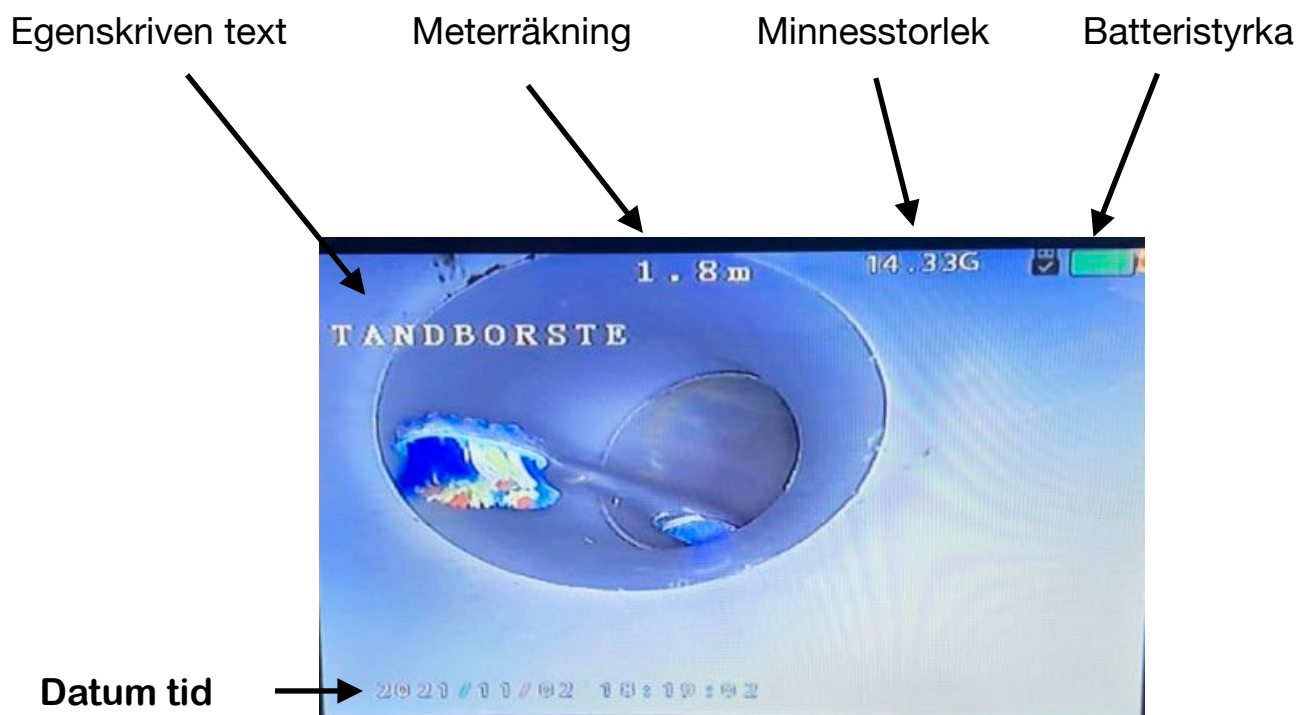 Egenskriven text Meterräkning Minnesstorlek Batteristyrka
1.8m 14.33G
TANDBORSTE
Datum tid 2021/11/02 18:19:02